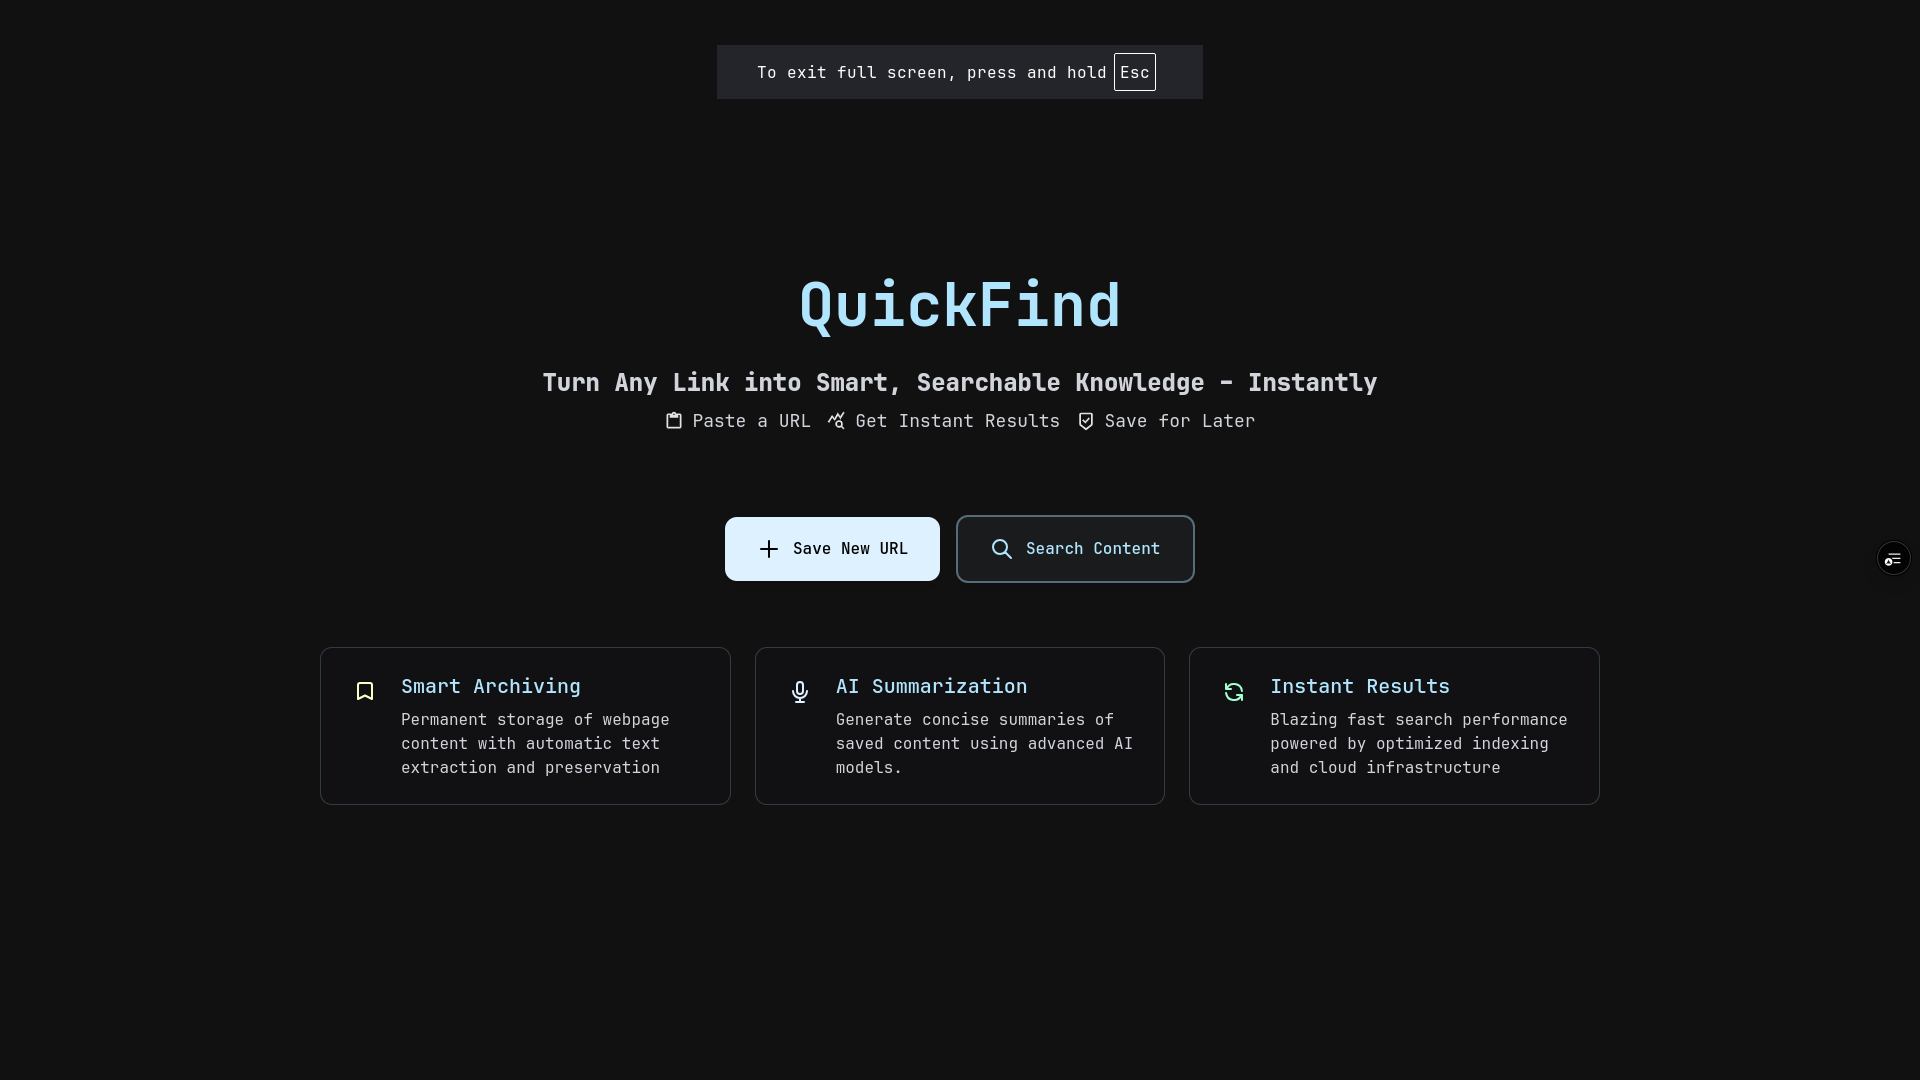 To exit full screen, press and hold Esc
QuickFind
Turn Any Link into Smart, Searchable Knowledge – Instantly
Paste a URL Get Instant Results Save for Later
Save New URL
Search Content
Smart Archiving
Permanent storage of webpage
content with automatic text
extraction and preservation
AI Summarization
Generate concise summaries of
saved content using advanced AI
models.
Instant Results
Blazing fast search performance
powered by optimized indexing
and cloud infrastructure